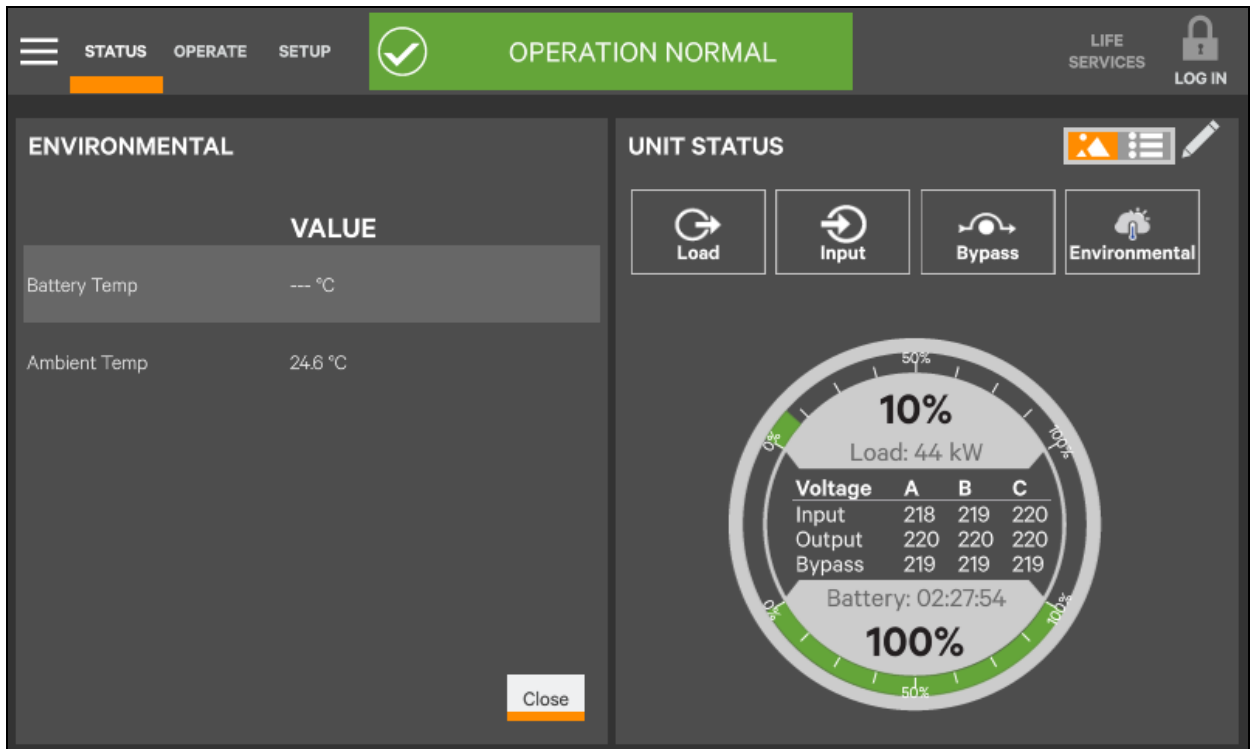 STATUS OPERATE SETUP
OPERATION NORMAL
LIFE
SERVICES
LOG IN
ENVIRONMENTAL
VALUE
Battery Temp --- °C
Ambient Temp 24.6 °C
Close
UNIT STATUS
Load Input Bypass Environmental
50%
0% 100%
10%
Load: 44 kW
Voltage A B C
Input 218 219 220
Output 220 220 220
Bypass 219 219 219
Battery: 02:27:54
100%
0% 100%
50%